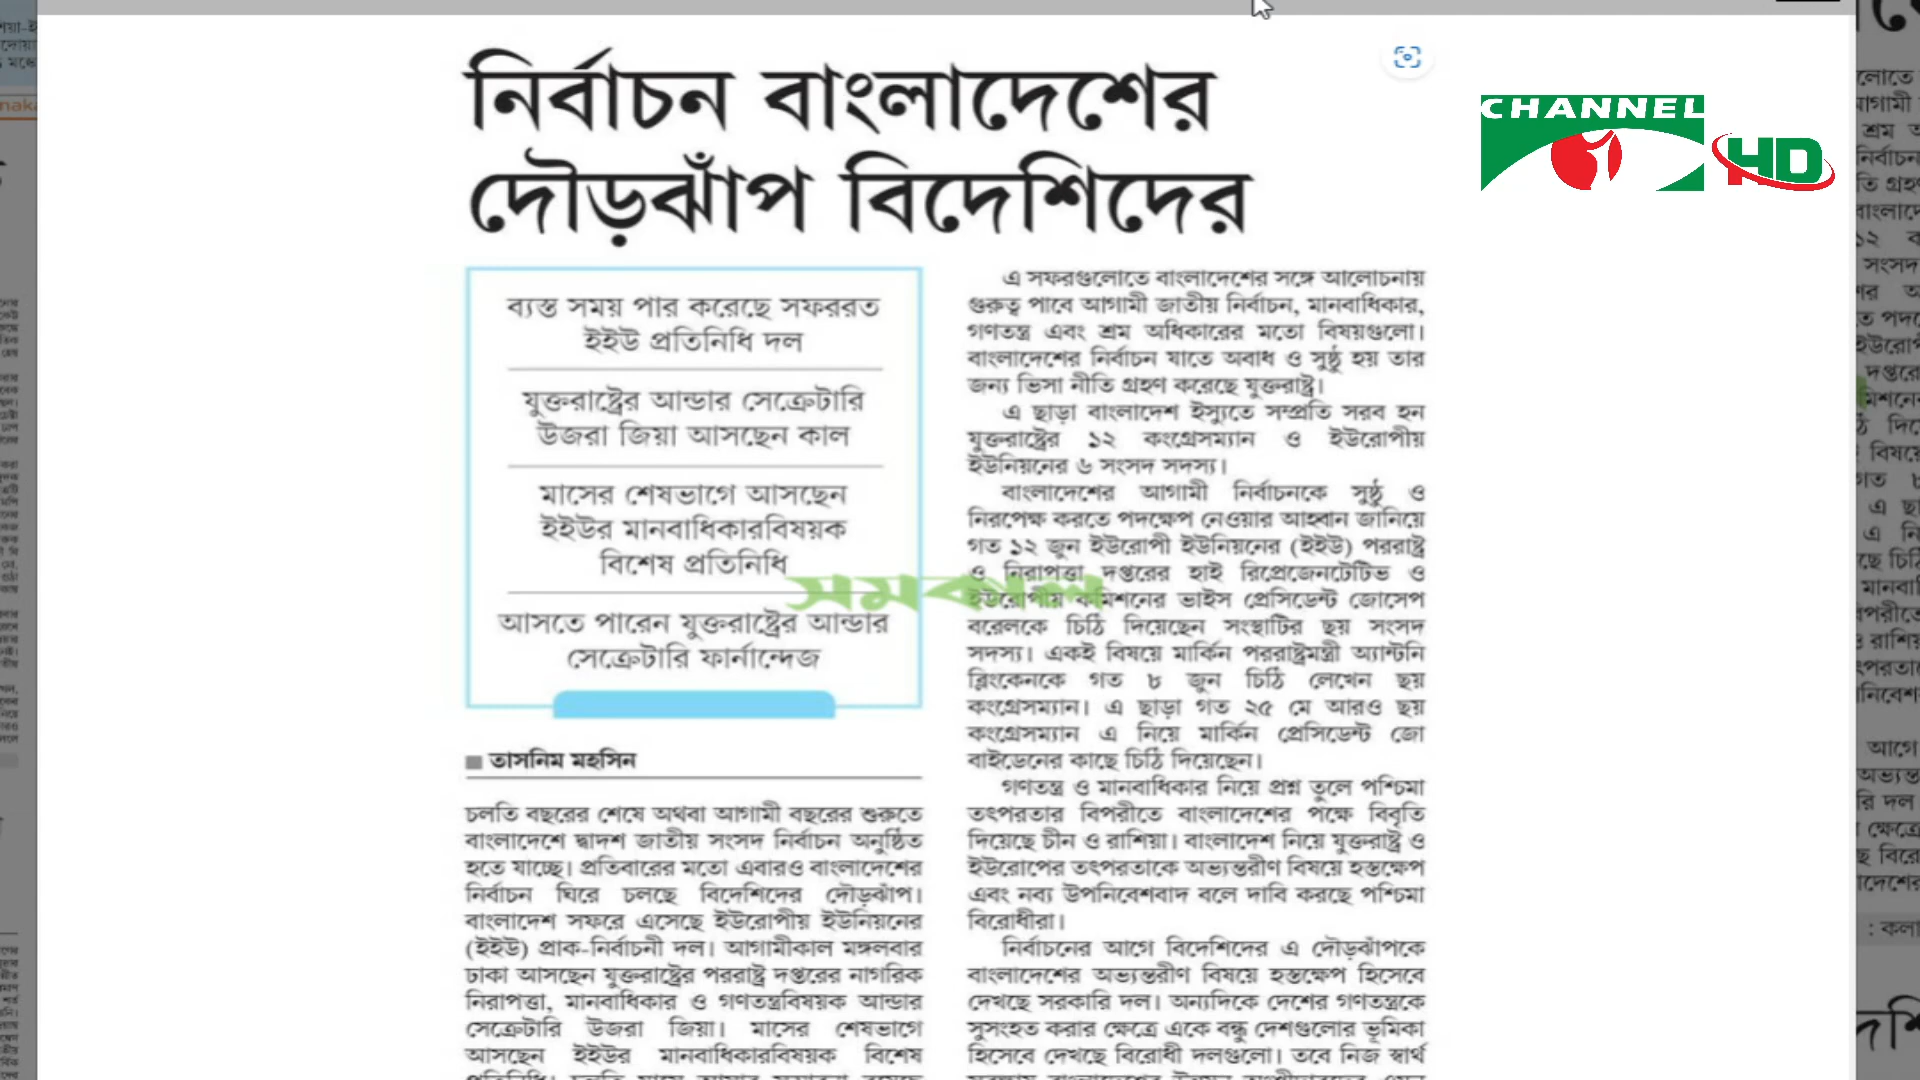 নির্বাচন বাংলাদেশের
দৌড়ঝাঁপ বিদেশিদের
CHANNEL
HD
ব্যস্ত সময় পার করেছে সফররত
ইইউ প্রতিনিধি দল
যুক্তরাষ্ট্রের আন্ডার সেক্রেটারি
উজরা জিয়া আসছেন কাল
মাসের শেষভাগে আসছেন
ইইউর মানবাধিকারবিষয়ক
বিশেষ প্রতিনিধি
আসতে পারেন যুক্তরাষ্ট্রের আন্ডার
সেক্রেটারি ফার্নান্দেজ
সমকাল
তাসনিম মহসিন
চলতি বছরের শেষে অথবা আগামী বছরের শুরুতে
বাংলাদেশে দ্বাদশ জাতীয় সংসদ নির্বাচন অনুষ্ঠিত
হতে যাচ্ছে। প্রতিবারের মতো এবারও বাংলাদেশের
নির্বাচন ঘিরে চলছে বিদেশিদের দৌড়ঝাঁপ।
বাংলাদেশ সফরে এসেছে ইউরোপীয় ইউনিয়নের
(ইইউ) প্রাক-নির্বাচনী দল। আগামীকাল মঙ্গলবার
ঢাকা আসছেন যুক্তরাষ্ট্রের পররাষ্ট্র দপ্তরের নাগরিক
নিরাপত্তা, মানবাধিকার ও গণতন্ত্রবিষয়ক আন্ডার
সেক্রেটারি উজরা জিয়া। মাসের শেষভাগে
আসছেন ইইউর মানবাধিকারবিষয়ক বিশেষ
এ সফরগুলোতে বাংলাদেশের সঙ্গে আলোচনায়
গুরুত্ব পাবে আগামী জাতীয় নির্বাচন, মানবাধিকার,
গণতন্ত্র এবং শ্রম অধিকারের মতো বিষয়গুলো।
বাংলাদেশের নির্বাচন যাতে অবাধ ও সুষ্ঠু হয় তার
জন্য ভিসা নীতি গ্রহণ করেছে যুক্তরাষ্ট্র।
এ ছাড়া বাংলাদেশ ইস্যুতে সম্প্রতি সরব হন
যুক্তরাষ্ট্রের ১২ কংগ্রেসম্যান ও ইউরোপীয়
ইউনিয়নের ৬ সংসদ সদস্য।
বাংলাদেশের আগামী নির্বাচনকে সুষ্ঠু ও
নিরপেক্ষ করতে পদক্ষেপ নেওয়ার আহ্বান জানিয়ে
গত ১২ জুন ইউরোপী ইউনিয়নের (ইইউ) পররাষ্ট্র
ও নিরাপত্তা দপ্তরের হাই রিপ্রেজেনটেটিভ ও
ইউরোপীয় কমিশনের ভাইস প্রেসিডেন্ট জোসেপ
বরেলকে চিঠি দিয়েছেন সংস্থাটির ছয় সংসদ
সদস্য। একই বিষয়ে মার্কিন পররাষ্ট্রমন্ত্রী অ্যান্টনি
ব্লিংকেনকে গত ৮ জুন চিঠি লেখেন ছয়
কংগ্রেসম্যান। এ ছাড়া গত ২৫ মে আরও ছয়
কংগ্রেসম্যান এ নিয়ে মার্কিন প্রেসিডেন্ট জো
বাইডেনের কাছে চিঠি দিয়েছেন।
গণতন্ত্র ও মানবাধিকার নিয়ে প্রশ্ন তুলে পশ্চিমা
তৎপরতার বিপরীতে বাংলাদেশের পক্ষে বিবৃতি
দিয়েছে চীন ও রাশিয়া। বাংলাদেশ নিয়ে যুক্তরাষ্ট্র ও
ইউরোপের তৎপরতাকে অভ্যন্তরীণ বিষয়ে হস্তক্ষেপ
এবং নব্য উপনিবেশবাদ বলে দাবি করছে পশ্চিমা
বিরোধীরা।
নির্বাচনের আগে বিদেশিদের এ দৌড়ঝাঁপকে
বাংলাদেশের অভ্যন্তরীণ বিষয়ে হস্তক্ষেপ হিসেবে
দেখছে সরকারি দল। অন্যদিকে দেশের গণতন্ত্রকে
সুসংহত করার ক্ষেত্রে একে বন্ধু দেশগুলোর ভূমিকা
হিসেবে দেখছে বিরোধী দলগুলো। তবে নিজ স্বার্থ